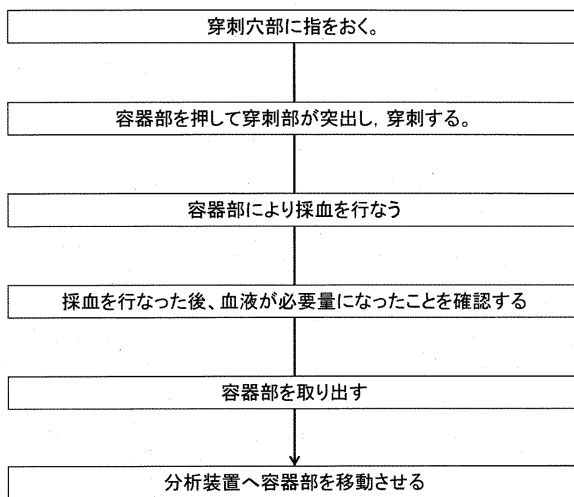 穿刺穴部に指をおく。
容器部を押して穿刺部が突出し，穿刺する。
容器部により採血を行なう
採血を行なった後、血液が必要量になったことを確認する
容器部を取り出す
分析装置へ容器部を移動させる